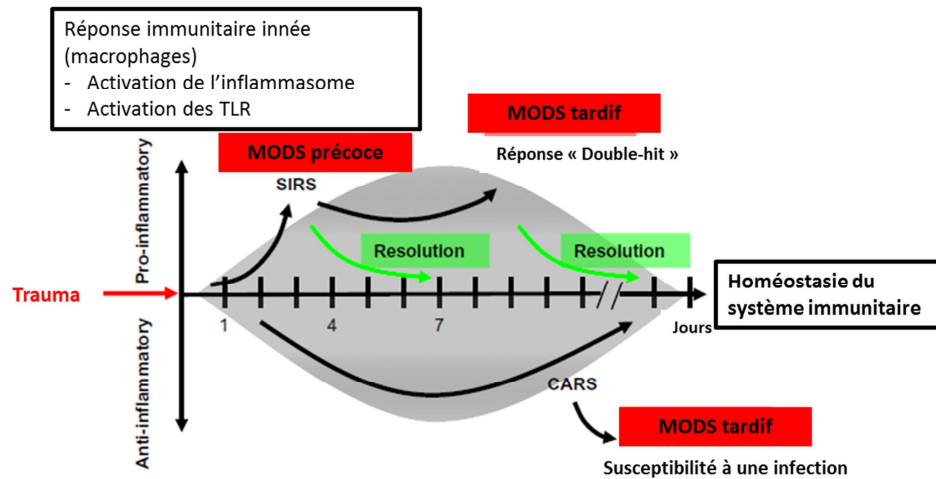 Réponse immunitaire innée
(macrophages)
- Activation de l'inflammasome
- Activation des TLR
MODS tardif
Réponse « Double-hit »
MODS précoce
SIRS
Pro-inflammatory
Resolution
Resolution
Trauma
Homéostasie du
système immunitaire
1
4
7
Jours
Anti-inflammatory
CARS
MODS tardif
Susceptibilité à une infection